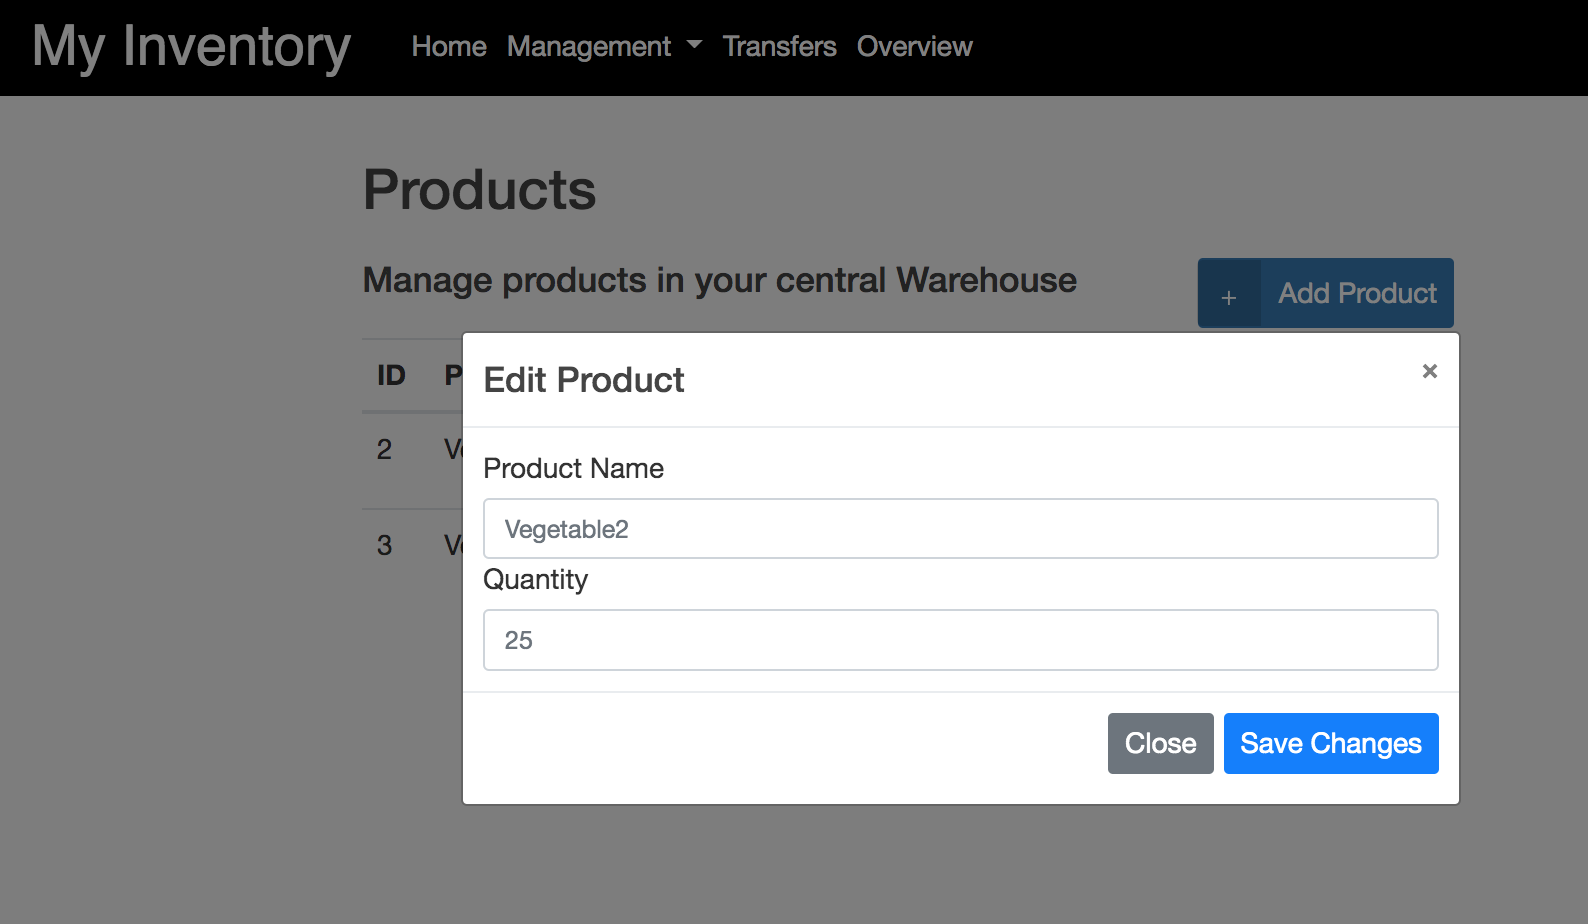 My Inventory Home Management Transfers Overview
Products
Manage products in your central Warehouse
+ Add Product
ID
2
3
Edit Product ×
Product Name
Vegetable2
Quantity
25
Close Save Changes